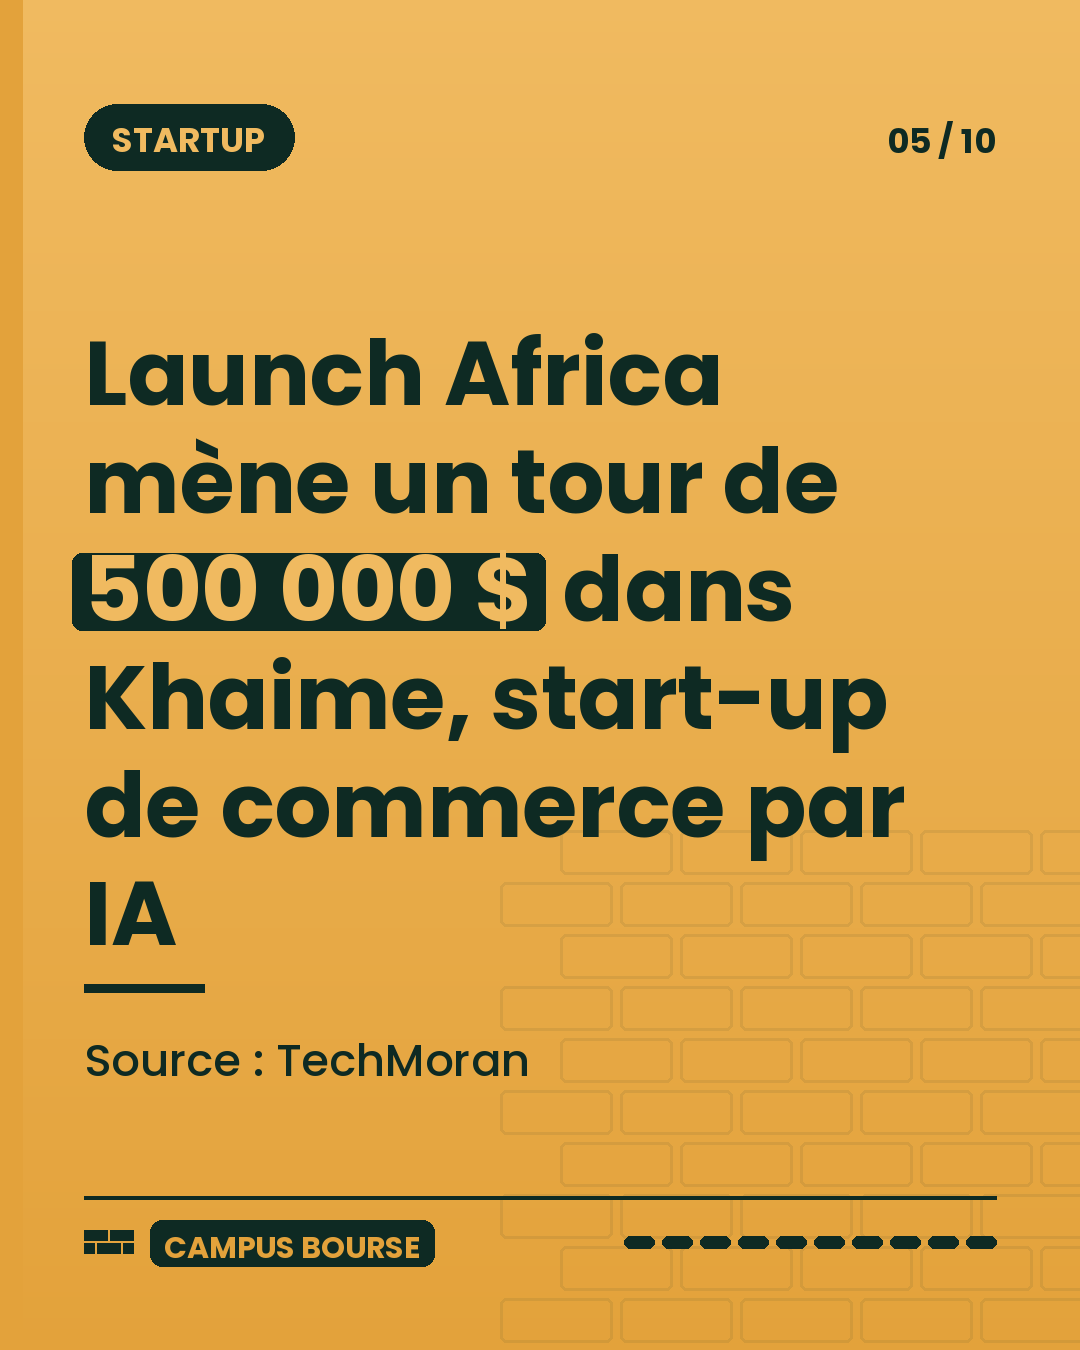 STARTUP
05 / 10
Launch Africa
mène un tour de
500 000 $ dans
Khaime, start-up
de commerce par
IA
Source : TechMoran
CAMPUS BOURSE